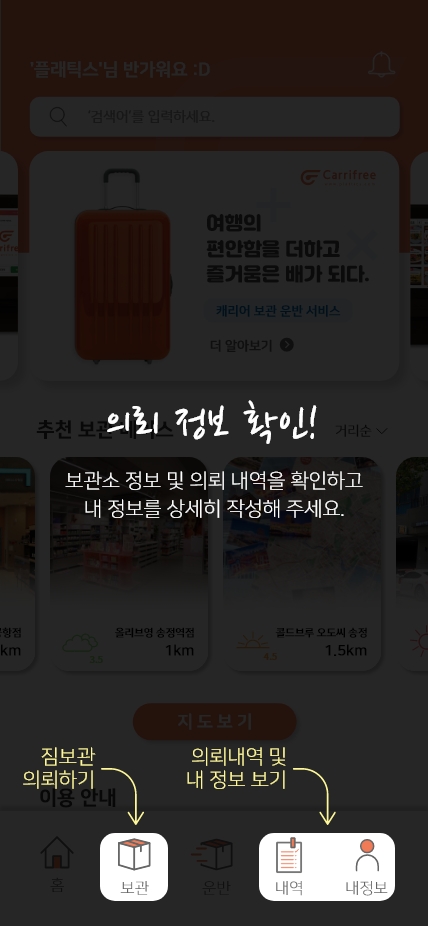 '플래틱스'님 반가워요 :D
'검색어'를 입력하세요.
Carrifree
여행의
편안함을 더하고
즐거움은 배가 되다.
캐리어 보관 운반 서비스
더 알아보기
의뢰 정보 확인!
추천 보관
거리순
보관소 정보 및 의뢰 내역을 확인하고
내 정보를 상세히 작성해 주세요.
km
올리브영 송정역점
5.5
1km
콜드브루 오도씨 송정
4.5
1.5km
지도보기
짐보관
의뢰하기
의뢰내역 및
내 정보 보기
이용 안내
홈
보관
운반
내역
내정보